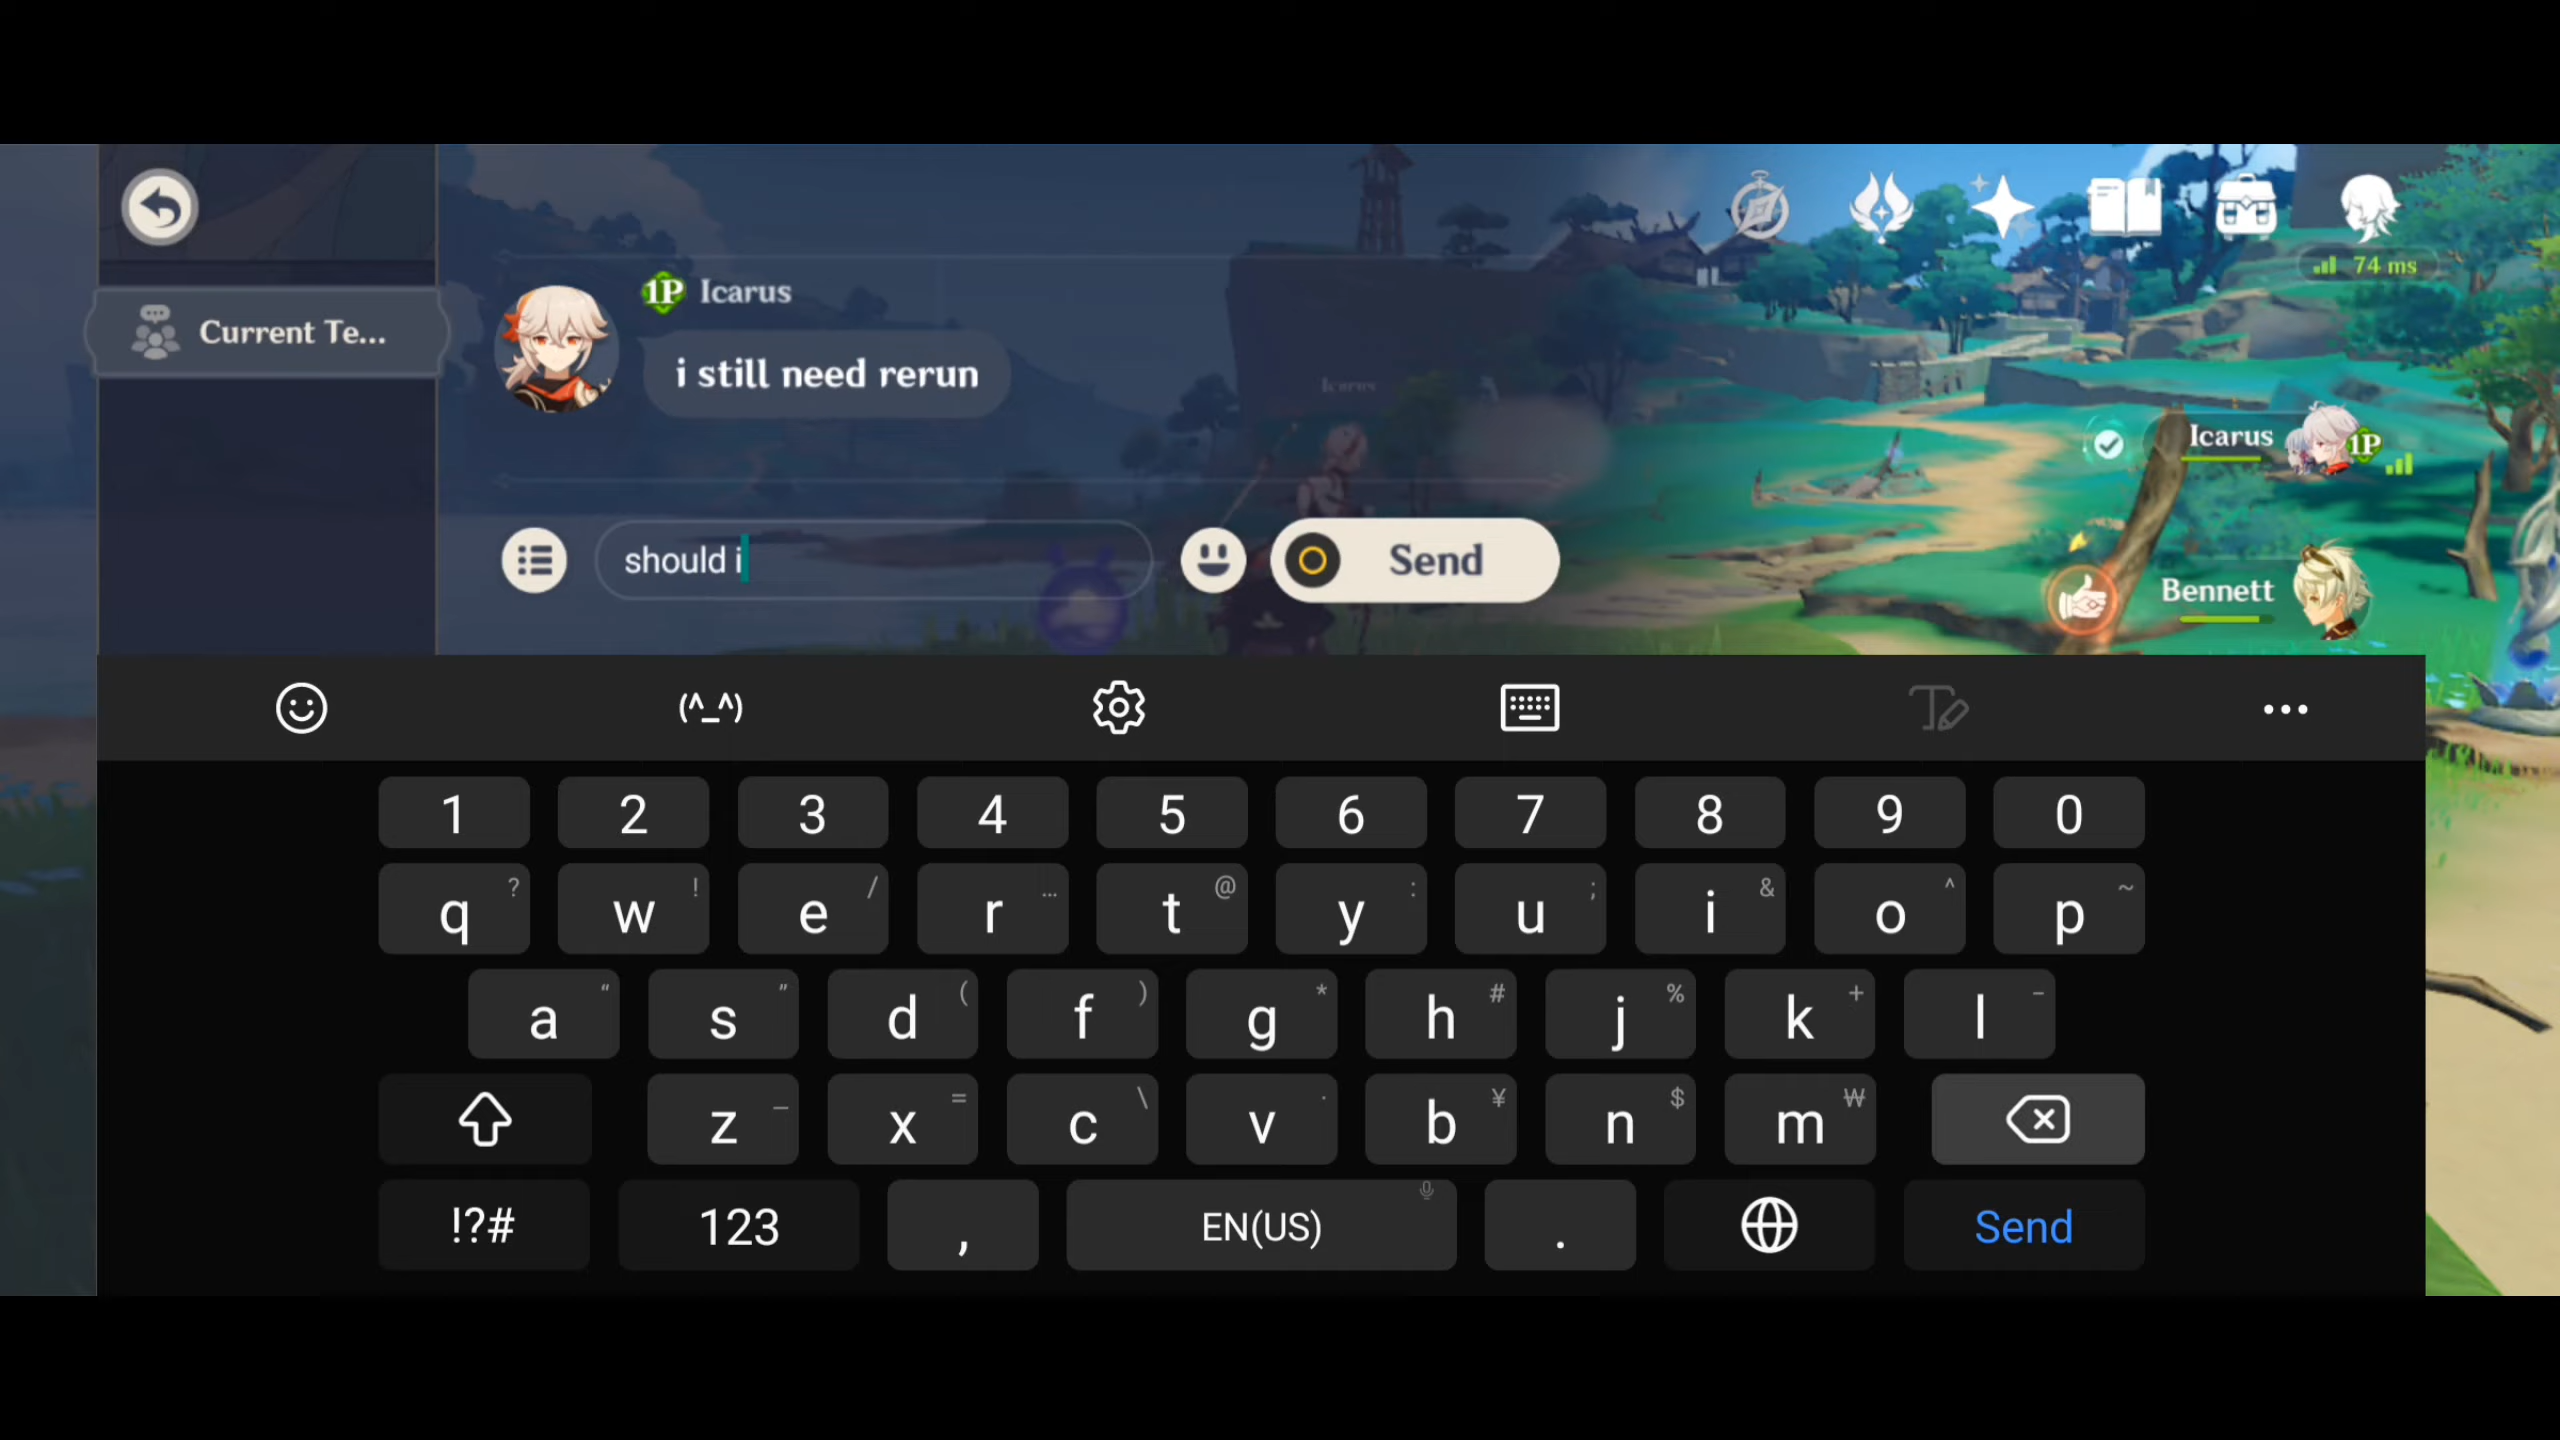 74 ms
1P Icarus
Current Te...
i still need rerun
Icarus
Icarus 1P
should i
Send
Bennett
(^_^)
1 2 3 4 5 6 7 8 9 0
q ? w ! e / r ... t @ y : u ; i & o ^ p ~
a " s " d ( f ) g * h # j % k + l -
z _ x = c \ v · b ¥ n $ m ₩
!?# 123 , EN(US) . Send